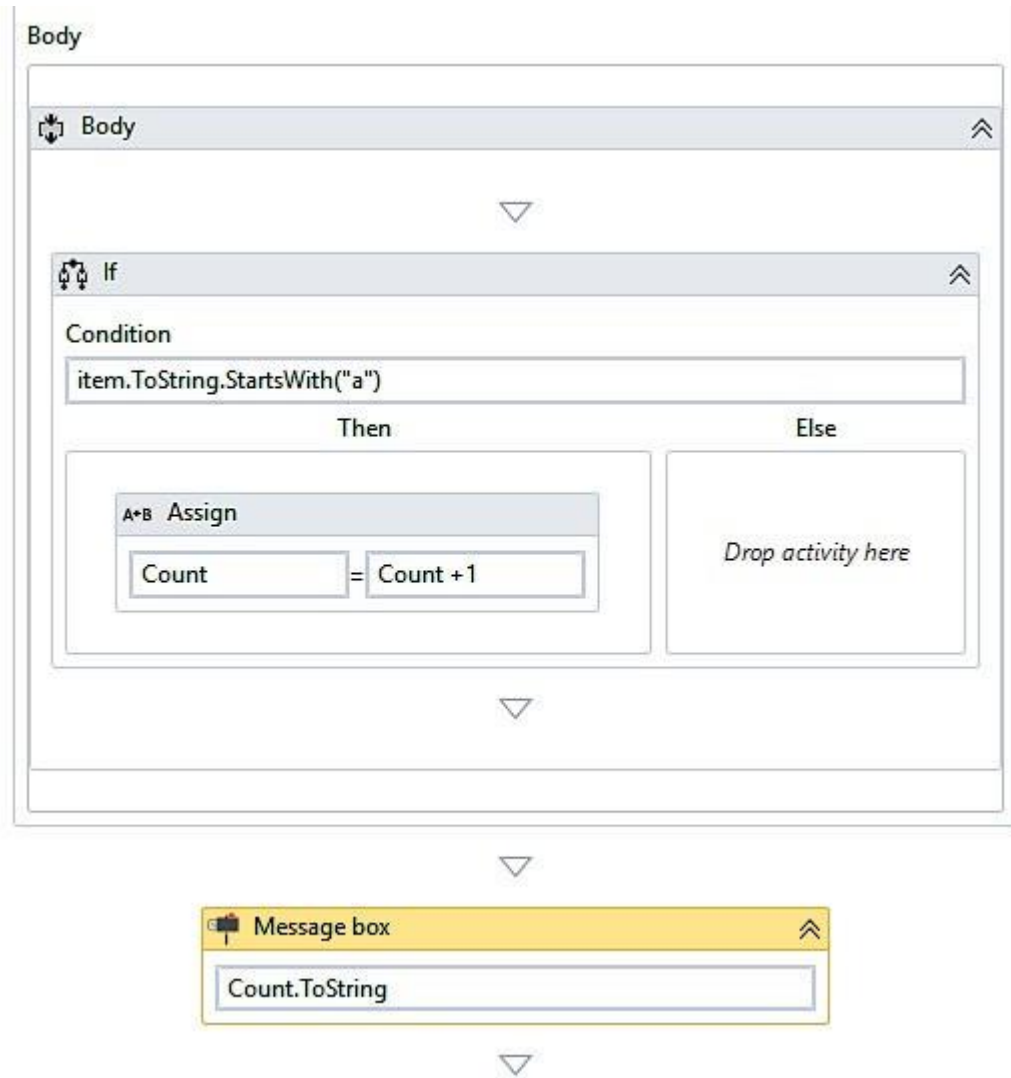 Body
Body
If
Condition
item.ToString.StartsWith("a")
Then Else
A+B Assign
Count = Count +1
Drop activity here
Message box
Count.ToString